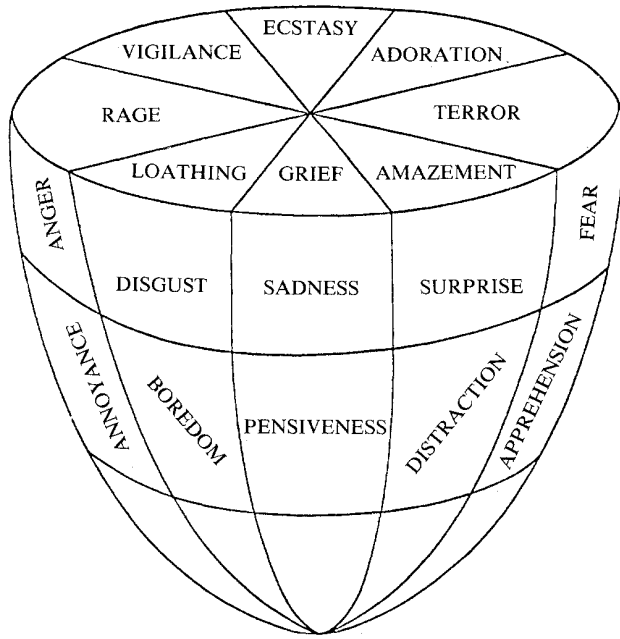 ECSTASY
VIGILANCE
ADORATION
RAGE
TERROR
LOATHING
GRIEF
AMAZEMENT
ANGER
FEAR
DISGUST
SADNESS
SURPRISE
ANNOYANCE
BOREDOM
PENSIVENESS
DISTRACTION
APPREHENSION